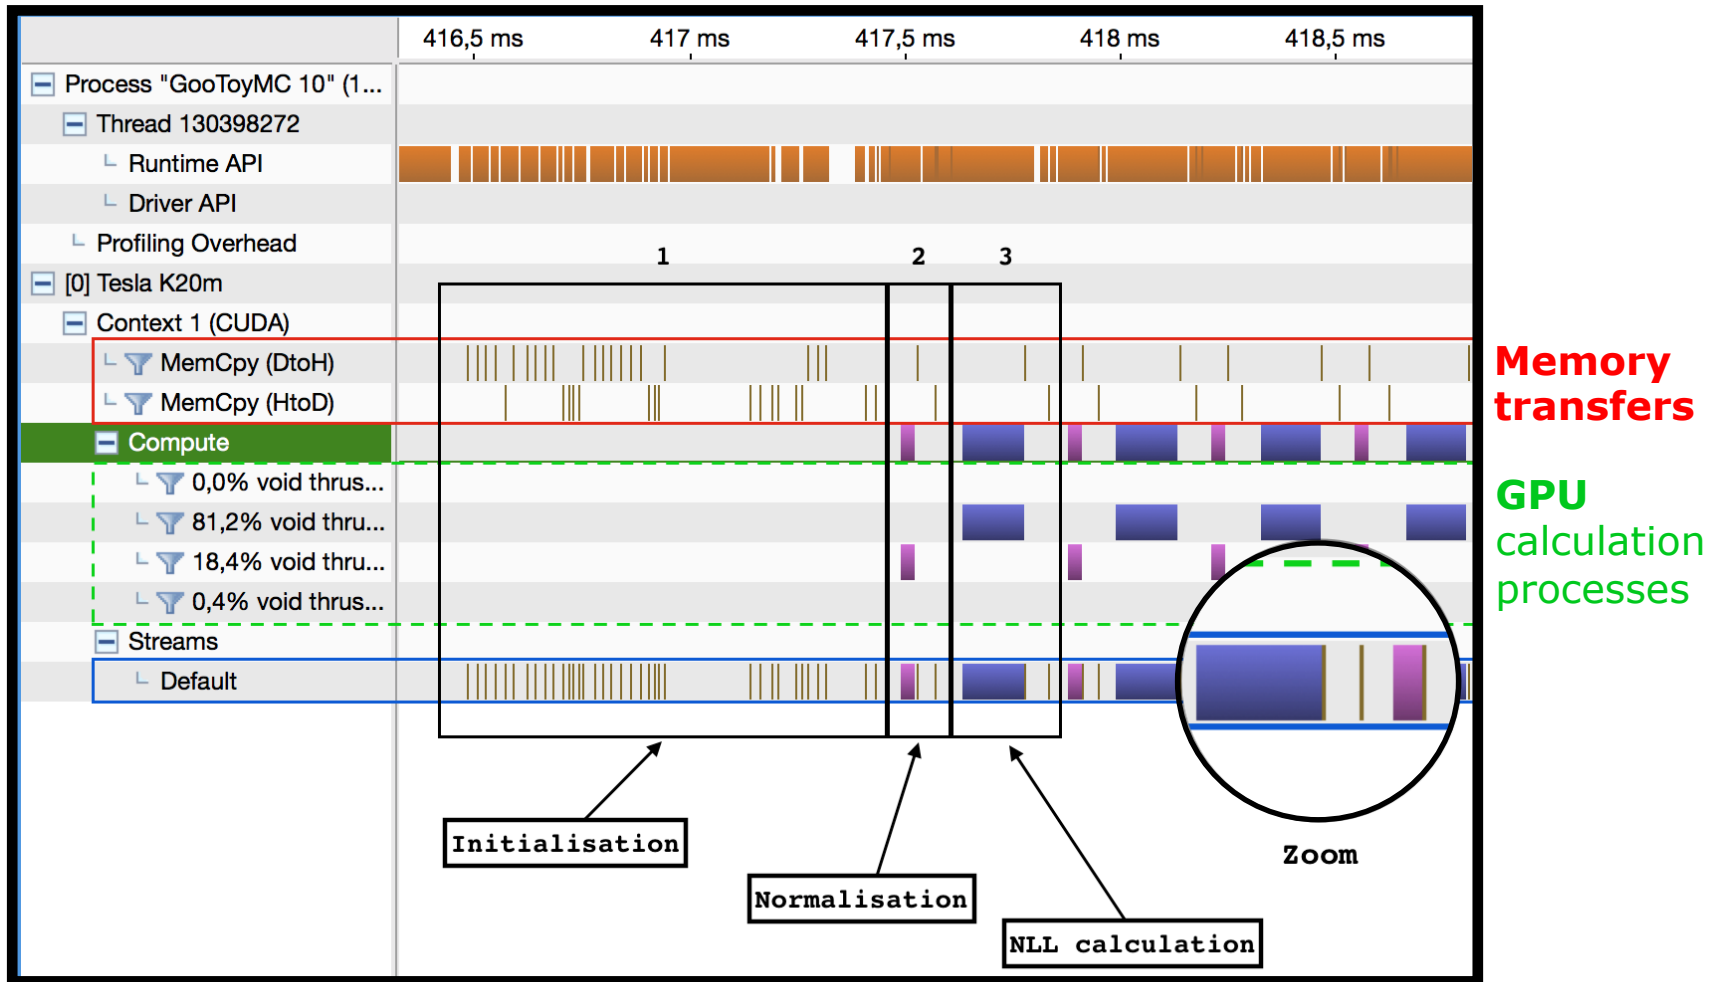 416,5 ms 417 ms 417,5 ms 418 ms 418,5 ms
Process "GooToyMC 10" (1...
Thread 130398272
Runtime API
Driver API
Profiling Overhead
1 2 3
[0] Tesla K20m
Context 1 (CUDA)
MemCpy (DtoH)
MemCpy (HtoD)
Memory
transfers
Compute
0,0% void thrus...
81,2% void thru...
18,4% void thru...
0,4% void thrus...
GPU
calculation
processes
Streams
Default
Initialisation
Normalisation
NLL calculation
Zoom